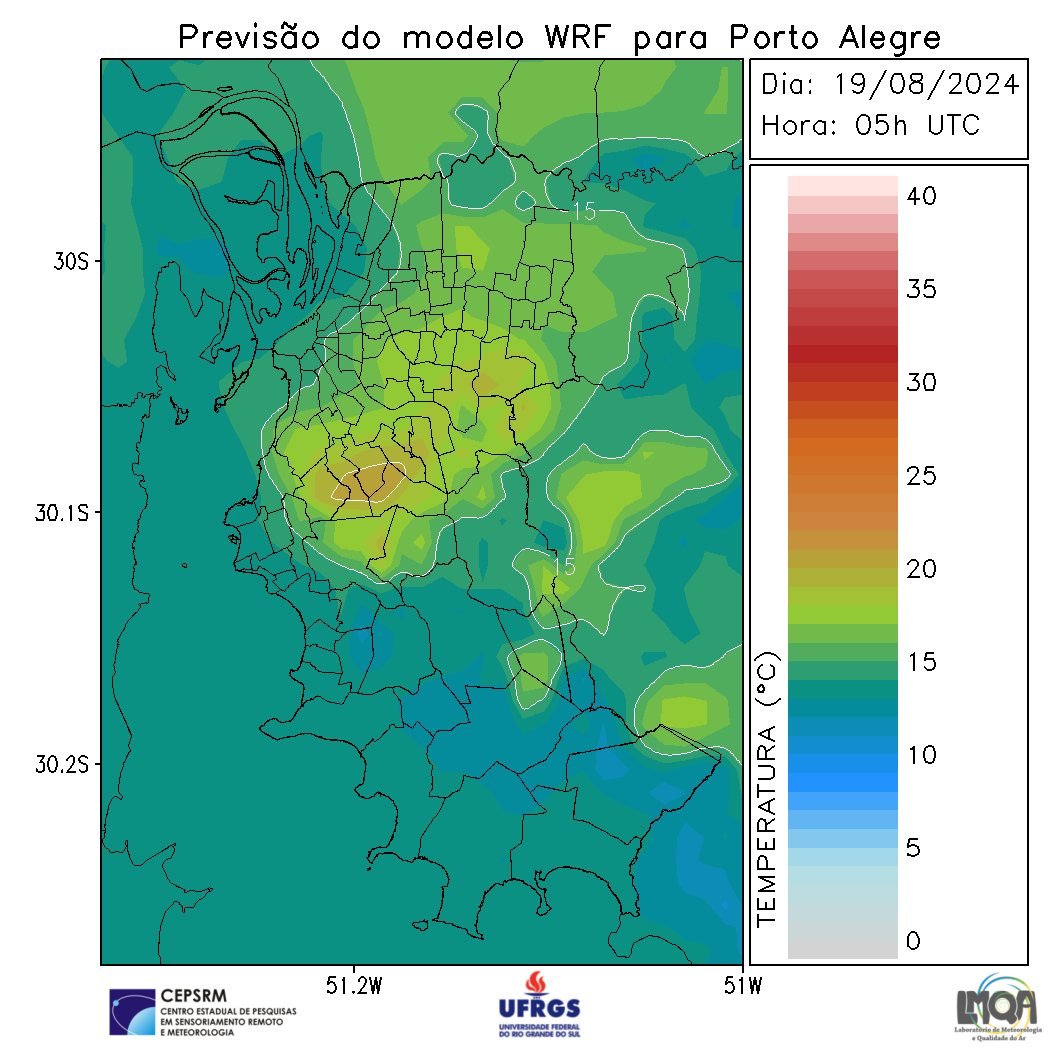 Previsão do modelo WRF para Porto Alegre
Dia: 19/08/2024
Hora: 05h UTC
30S
30.1S
30.2S
51.2W
51W
15
15
40
35
30
25
20
15
10
5
0
TEMPERATURA (°C)
CEPSRM
CENTRO ESTADUAL DE PESQUISAS
EM SENSORIAMENTO REMOTO
E METEOROLOGIA
UFRGS
UNIVERSIDADE FEDERAL
DO RIO GRANDE DO SUL
LMQA
Laboratório de Meteorologia
e Qualidade do Ar